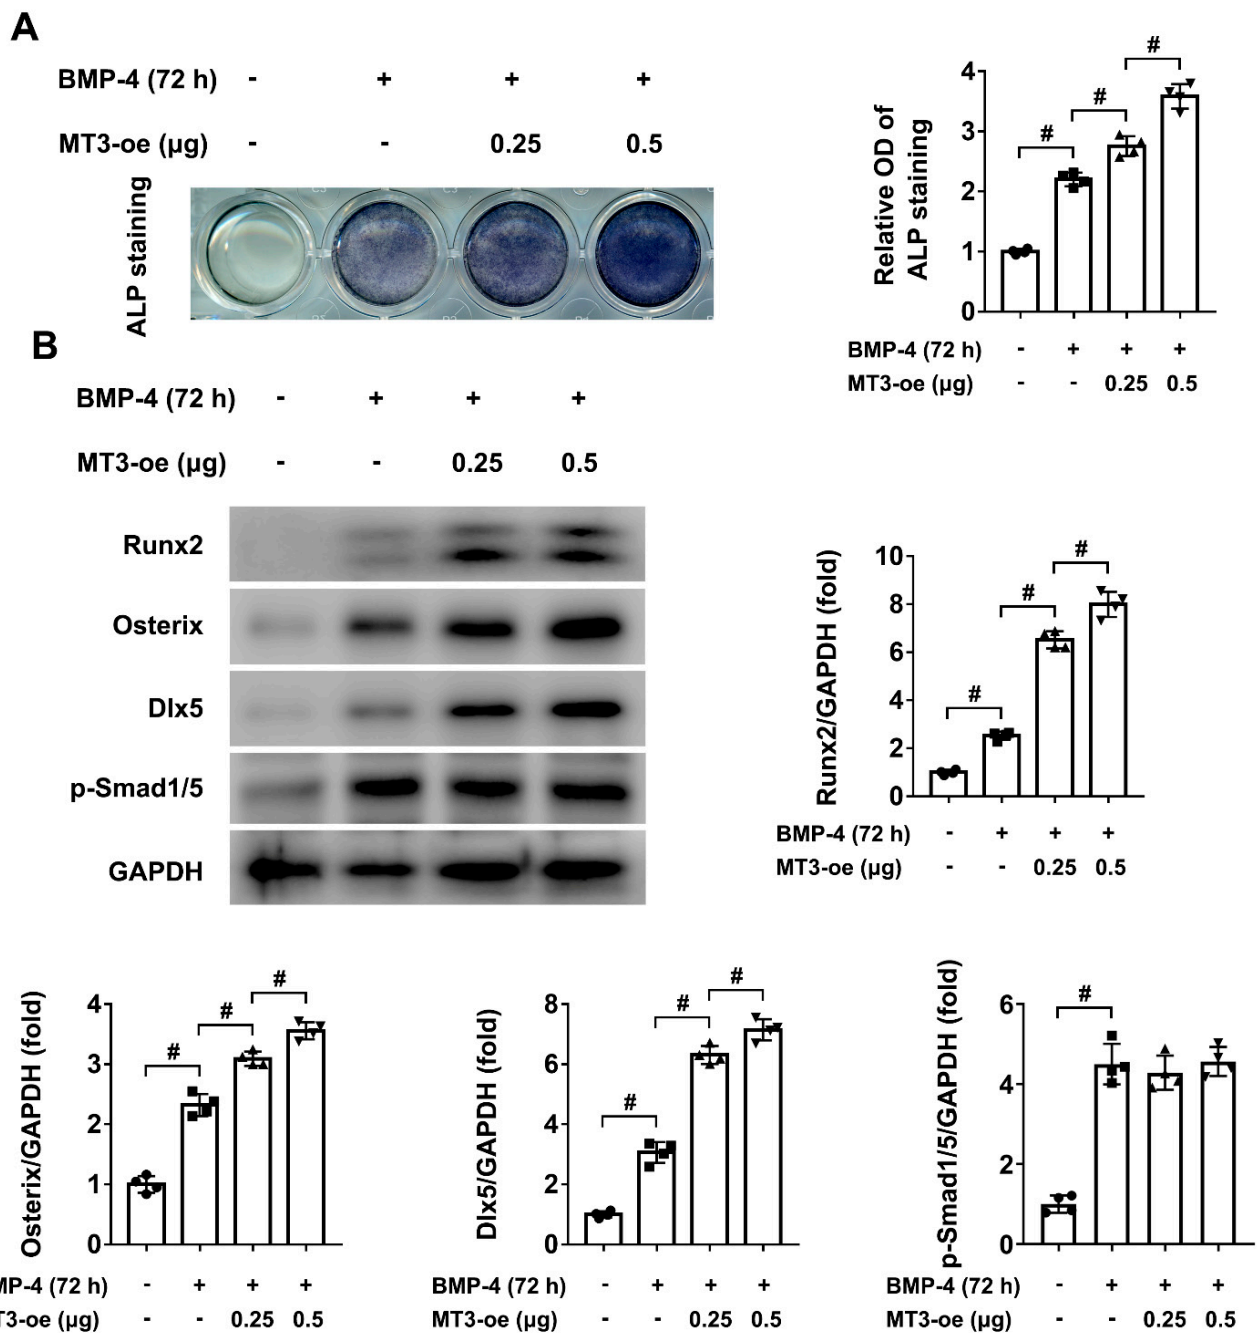 A
BMP-4 (72 h) - + + +
MT3-oe (μg) - - 0.25 0.5
ALP staining
Relative OD of
ALP staining
4
3
2
1
0
# # #
BMP-4 (72 h) - + + +
MT3-oe (μg) - - 0.25 0.5
B
BMP-4 (72 h) - + + +
MT3-oe (μg) - - 0.25 0.5
Runx2
Osterix
Dlx5
p-Smad1/5
GAPDH
Runx2/GAPDH (fold)
10
8
6
4
2
0
# # #
BMP-4 (72 h) - + + +
MT3-oe (μg) - - 0.25 0.5
Osterix/GAPDH (fold)
4
3
2
1
0
# # #
MP-4 (72 h) - + + +
T3-oe (μg) - - 0.25 0.5
Dlx5/GAPDH (fold)
8
6
4
2
0
# # #
BMP-4 (72 h) - + + +
MT3-oe (μg) - - 0.25 0.5
p-Smad1/5/GAPDH (fold)
6
4
2
0
#
BMP-4 (72 h) - + + +
MT3-oe (μg) - - 0.25 0.5